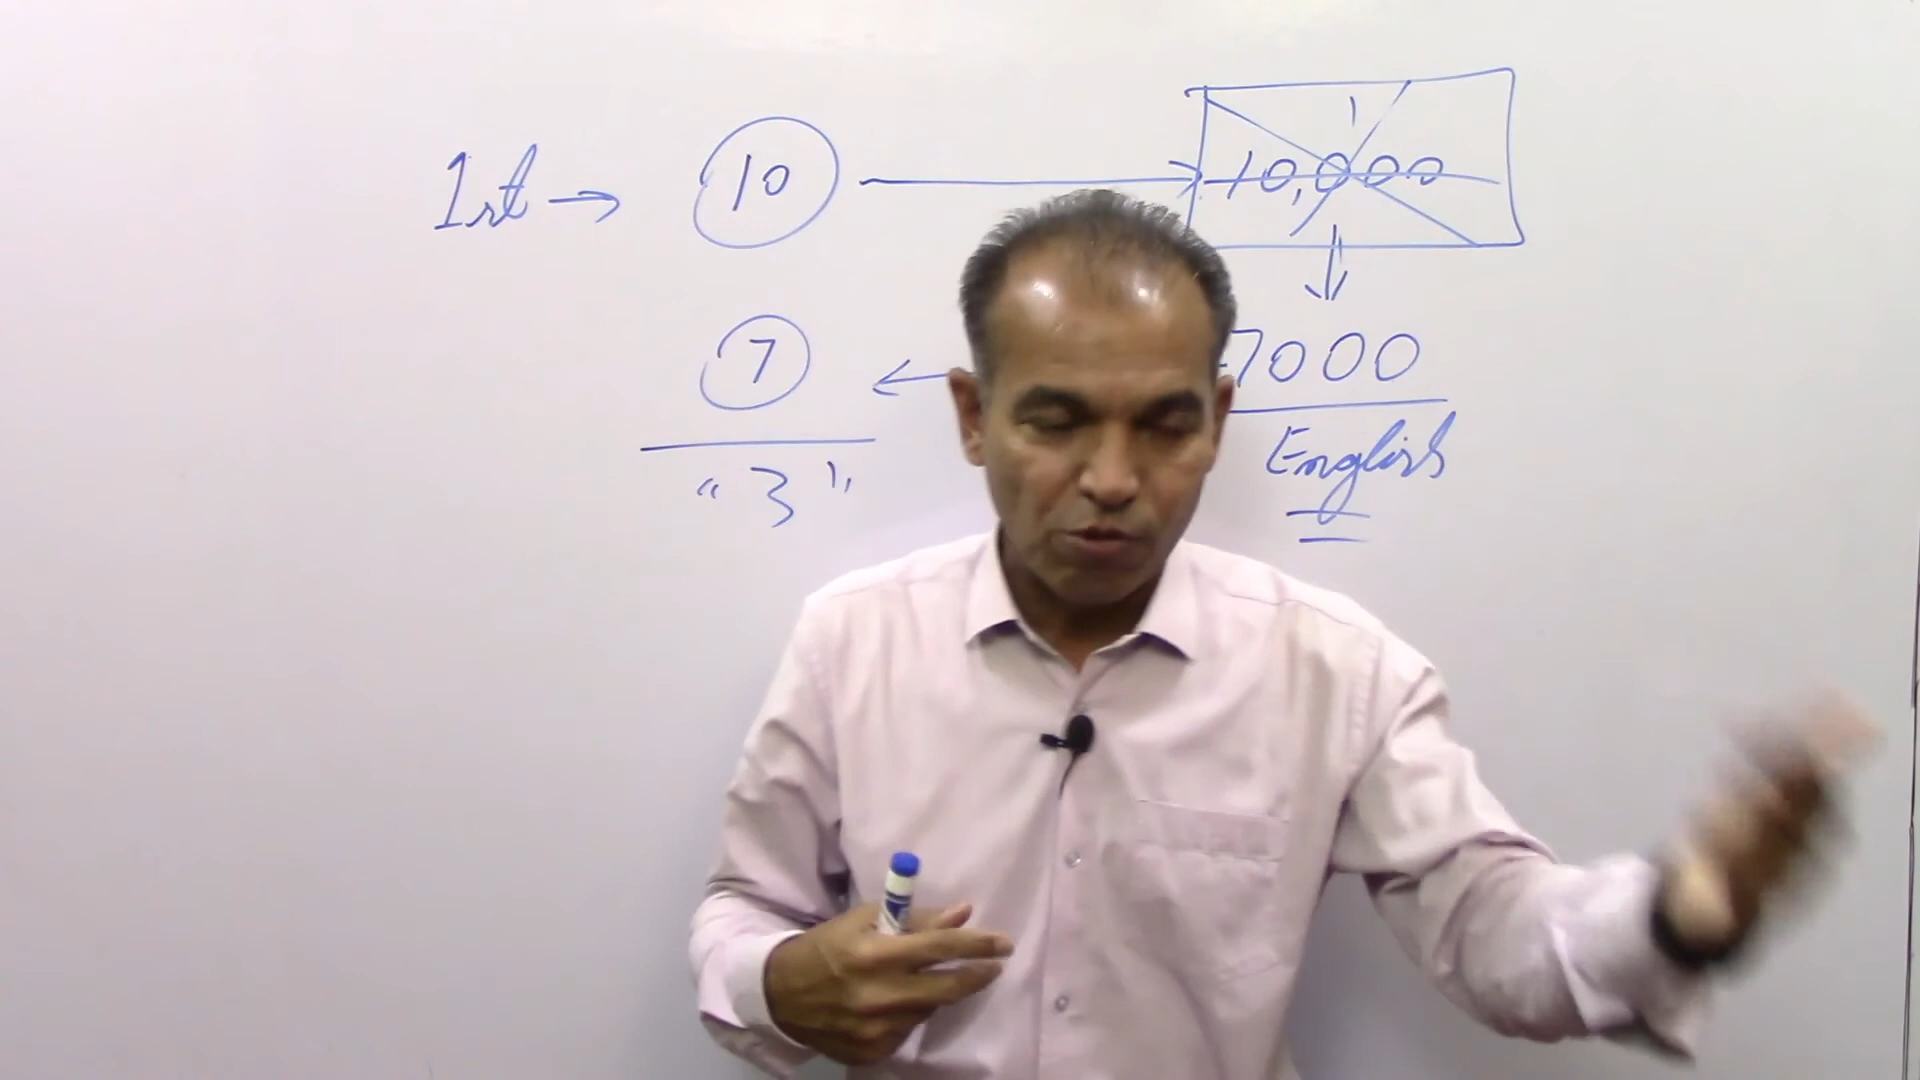 1st → 10 → 10,000
7 ← 7000
English
"3"